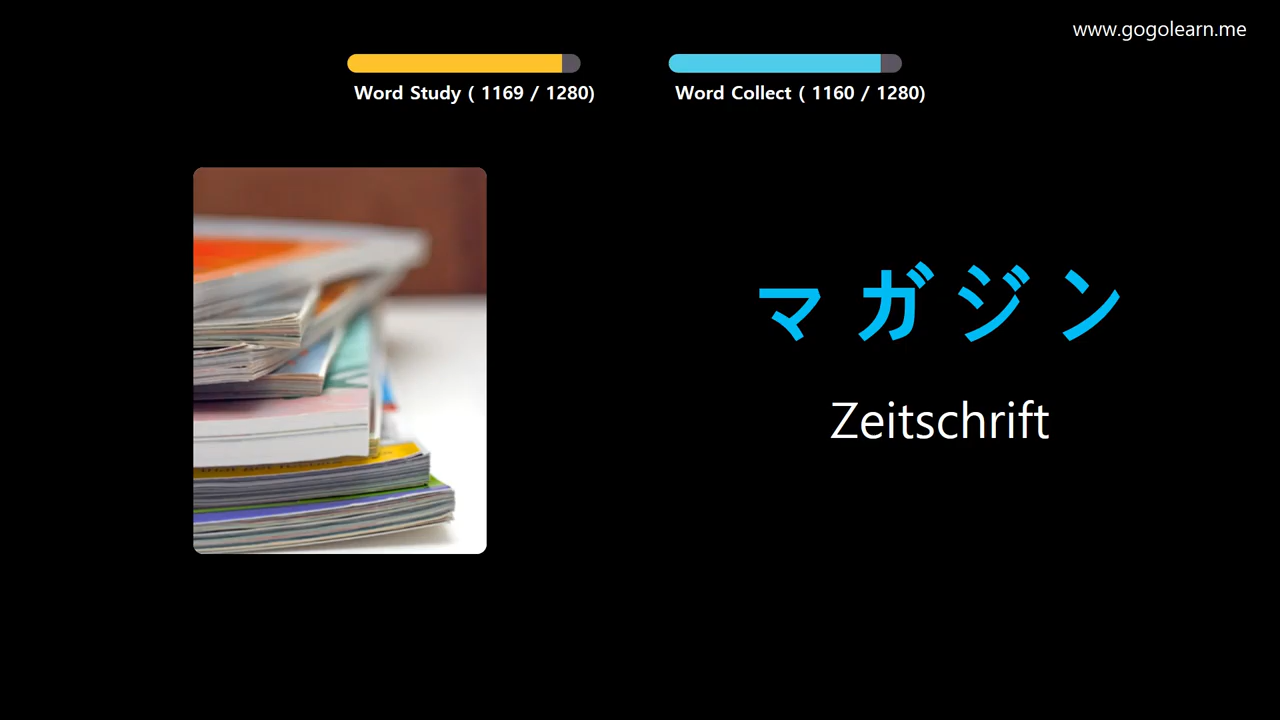 www.gogolearn.me
Word Study ( 1169 / 1280)
Word Collect ( 1160 / 1280)
マガジン
Zeitschrift